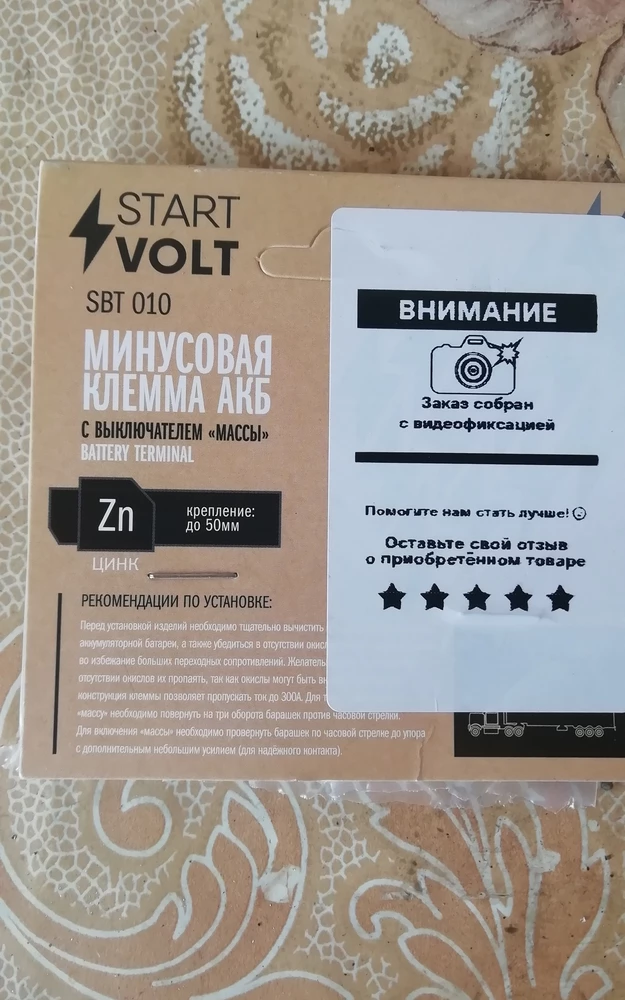 START
VOLT
SBT 010
МИНУСОВАЯ
КЛЕММА АКБ
С ВЫКЛЮЧАТЕЛЕМ «МАССЫ»
BATTERY TERMINAL
Zn
крепление:
до 50мм
ЦИНК
РЕКОМЕНДАЦИИ ПО УСТАНОВКЕ:
Перед установкой изделий необходимо тщательно вычистить
аккумуляторной батареи, а также убедиться в отсутствии
во избежание больших переходных сопротивлений.
отсутствии окислов их пропаять, так как окислы могут быть
конструкция клеммы позволяет пропускать ток до 300А. Для
«массу» необходимо повернуть на три оборота барашек против часовой стрелки.
Для включения «массы» необходимо провернуть барашек по часовой стрелке до упора
с дополнительным небольшим усилием (для надёжного контакта).
ВНИМАНИЕ
Заказ собран
с видеофиксацией
Помогите нам стать лучше!
Оставьте свой отзыв
о приобретённом товаре